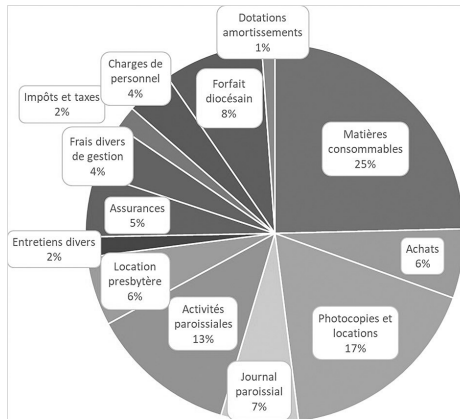 Dotations
amortissements
1%
Matières
consommables
25%
Achats
6%
Photocopies et
locations
17%
Journal
paroissial
7%
Activités
paroissiales
13%
Location
presbytère
6%
Entretiens divers
2%
Assurances
5%
Frais divers
de gestion
4%
Impôts et taxes
2%
Charges de
personnel
4%
Forfait
diocésain
8%